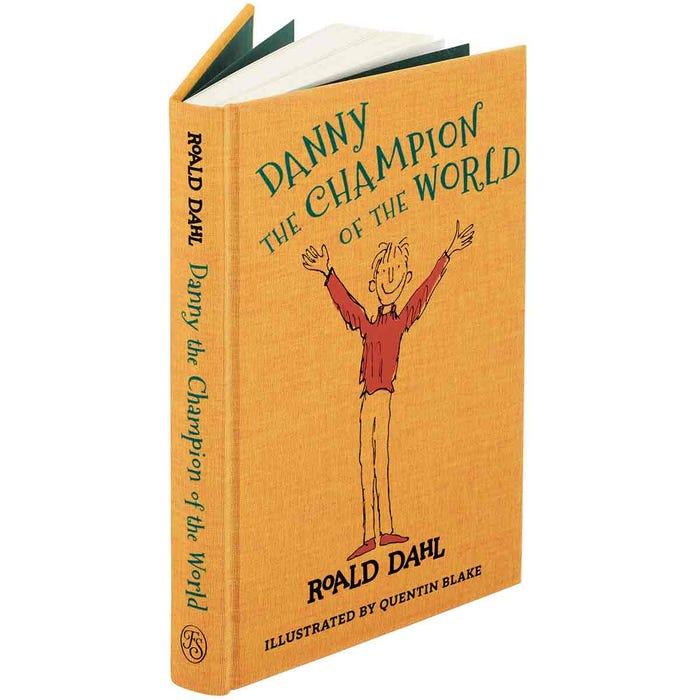 ROALD DAHL Danny the Champion of the World
FS
DANNY
THE CHAMPION
OF THE WORLD
ROALD DAHL
ILLUSTRATED BY QUENTIN BLAKE